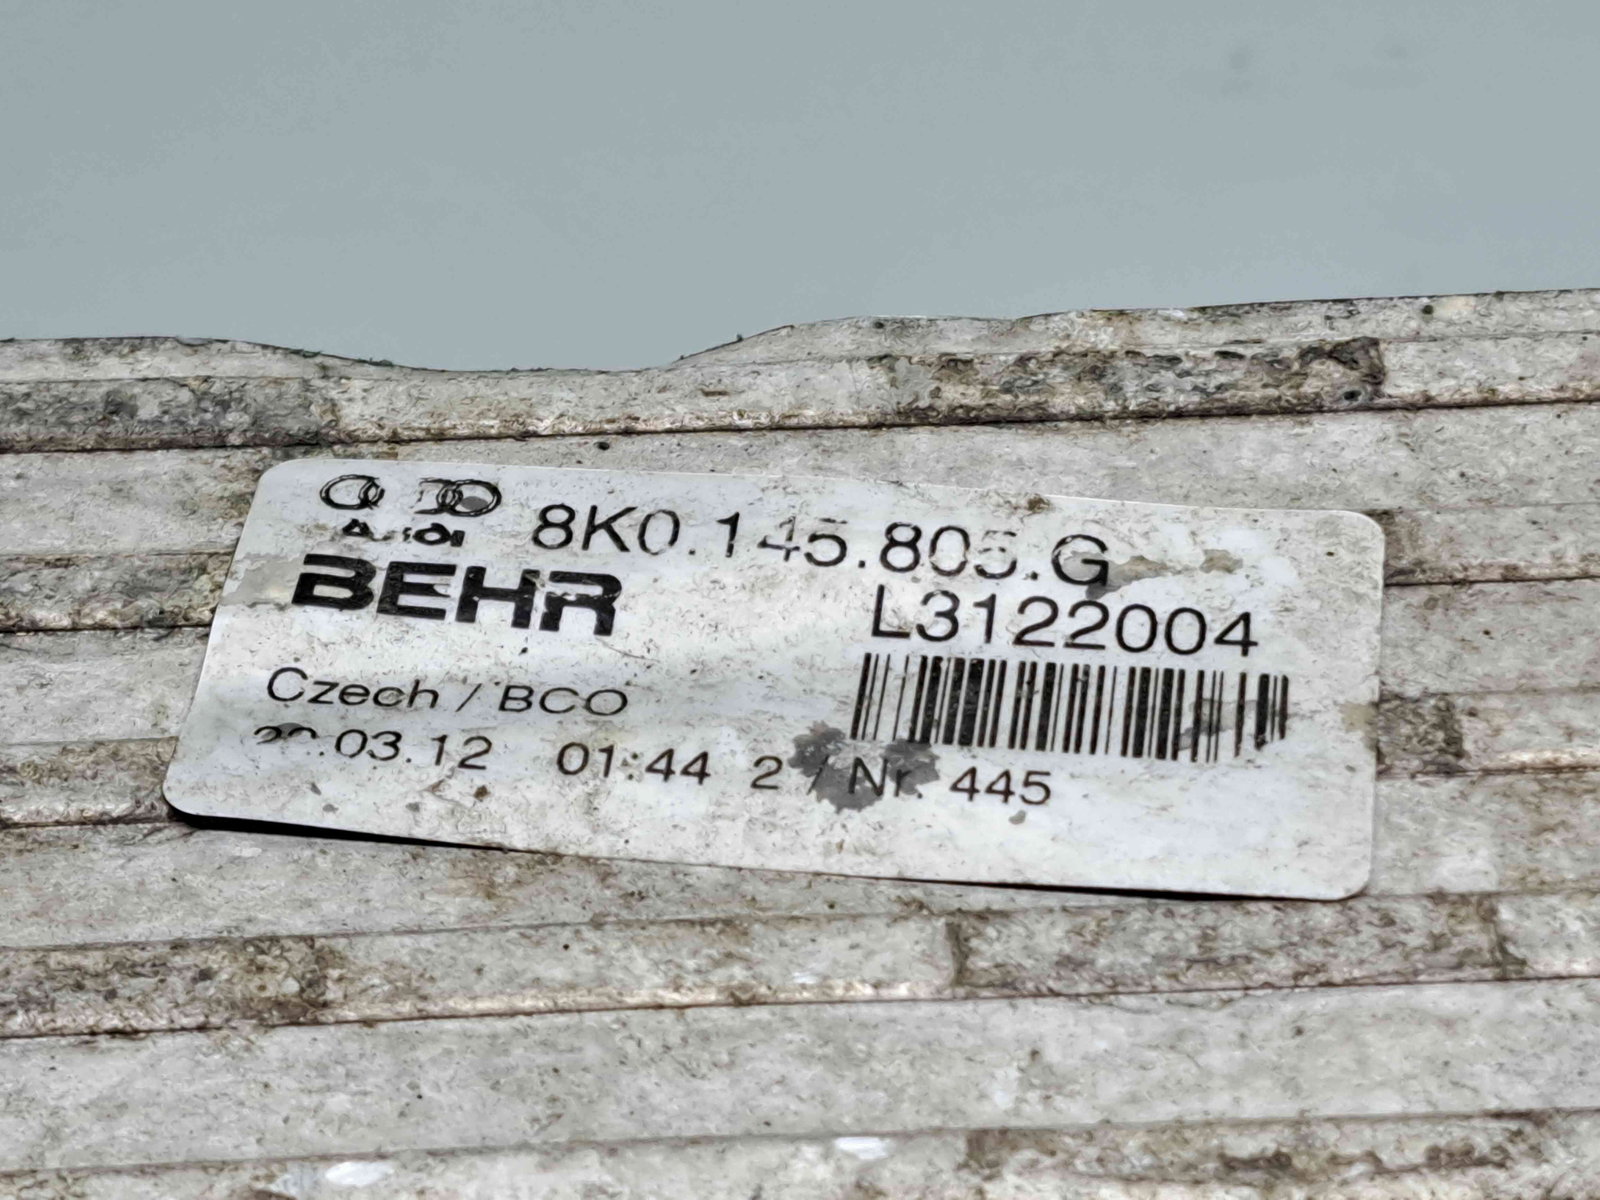 Audi 8K0.145.805.G
BEHR L3122004
Czech / BCO
.03.12 01:44 2 / Nr. 445